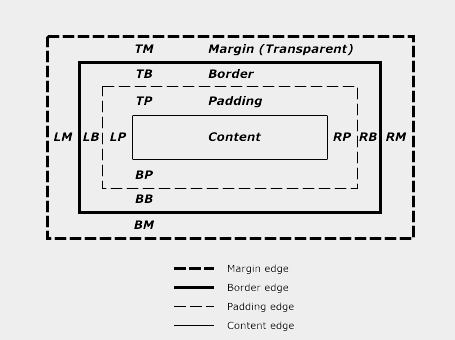 TM Margin (Transparent)
TB Border
TP Padding
LM LB LP Content RP RB RM
BP
BB
BM
Margin edge
Border edge
Padding edge
Content edge